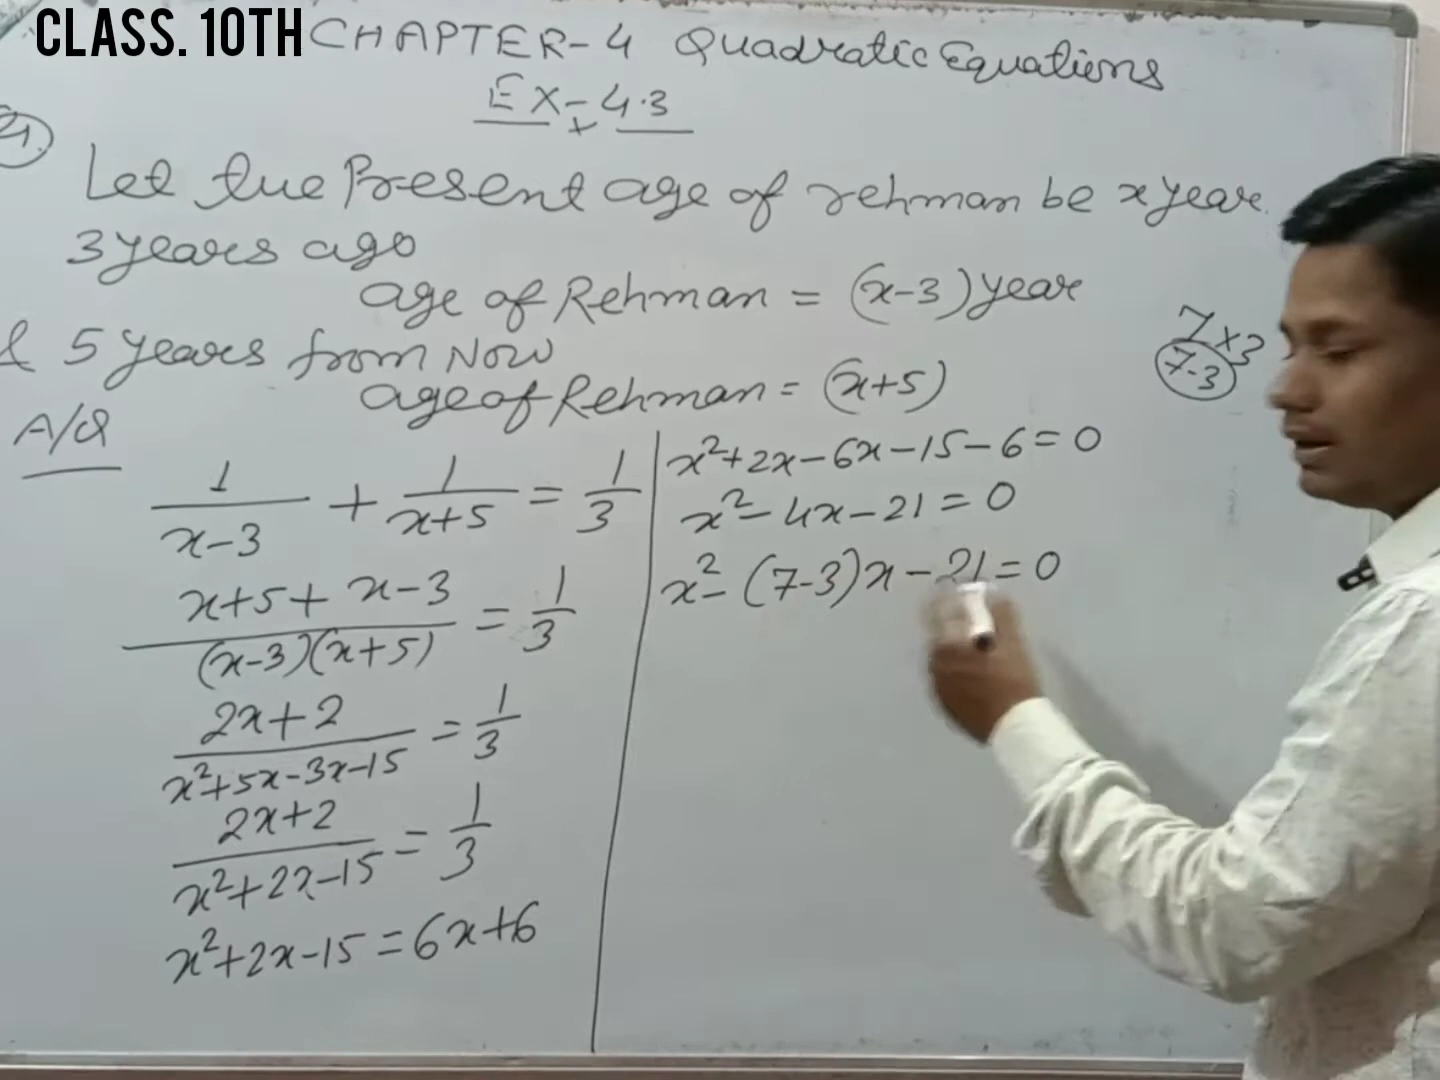 CLASS. 10TH CHAPTER-4 Quadratic Equations
EX-4.3
4.
Let tue Present age of rehman be x year.
3 years ago
age of Rehman = (x-3) year
& 5 years from Now
age of Rehman = (x+5)
7x3
7-3
A/Q
1/(x-3) + 1/(x+5) = 1/3
(x+5+x-3)/((x-3)(x+5)) = 1/3
(2x+2)/(x²+5x-3x-15) = 1/3
(2x+2)/(x²+2x-15) = 1/3
x²+2x-15=6x+6
x²+2x-6x-15-6=0
x²-4x-21=0
x²-(7-3)x-21=0